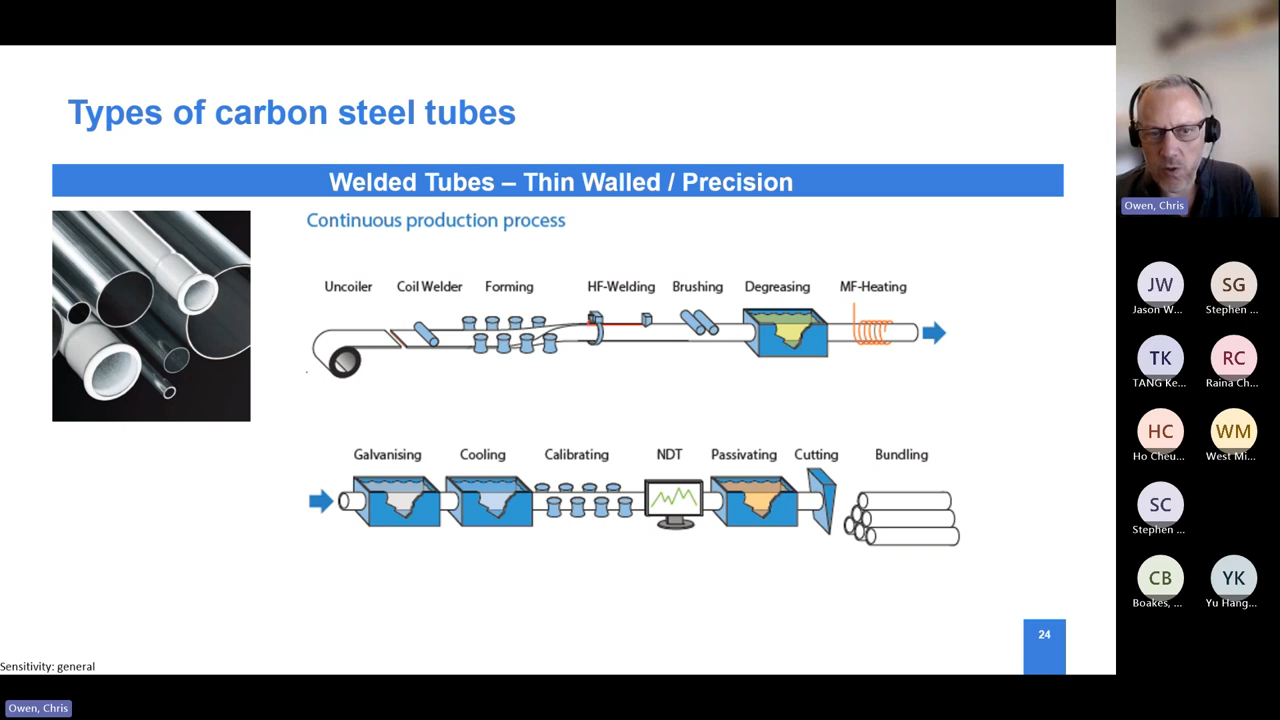 Types of carbon steel tubes
Welded Tubes – Thin Walled / Precision
Continuous production process
Uncoiler Coil Welder Forming HF-Welding Brushing Degreasing MF-Heating
Galvanising Cooling Calibrating NDT Passivating Cutting Bundling
24
Sensitivity: general
Owen, Chris
Owen, Chris
JW SG
Jason W... Stephen ...
TK RC
TANG Ke... Raina Ch...
HC WM
Ho Cheu... West Mi...
SC
Stephen ...
CB YK
Boakes, ... Yu Hang...